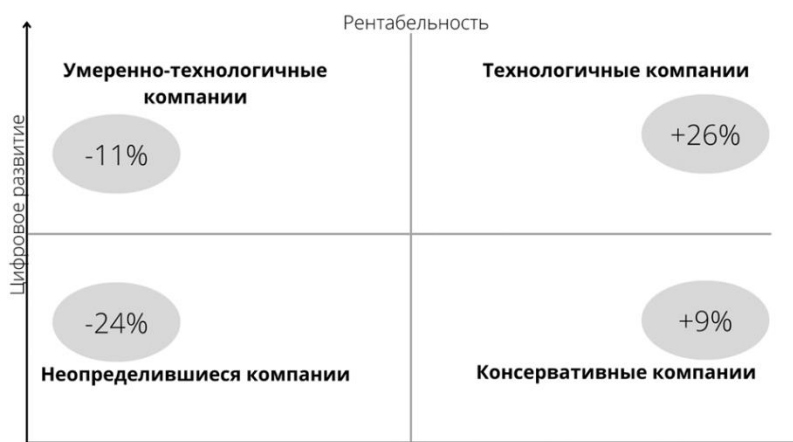 Рентабельность
Умеренно-технологичные
компании
Технологичные компании
-11%
+26%
Цифровое развитие
-24%
+9%
Неопределившиеся компании
Консервативные компании